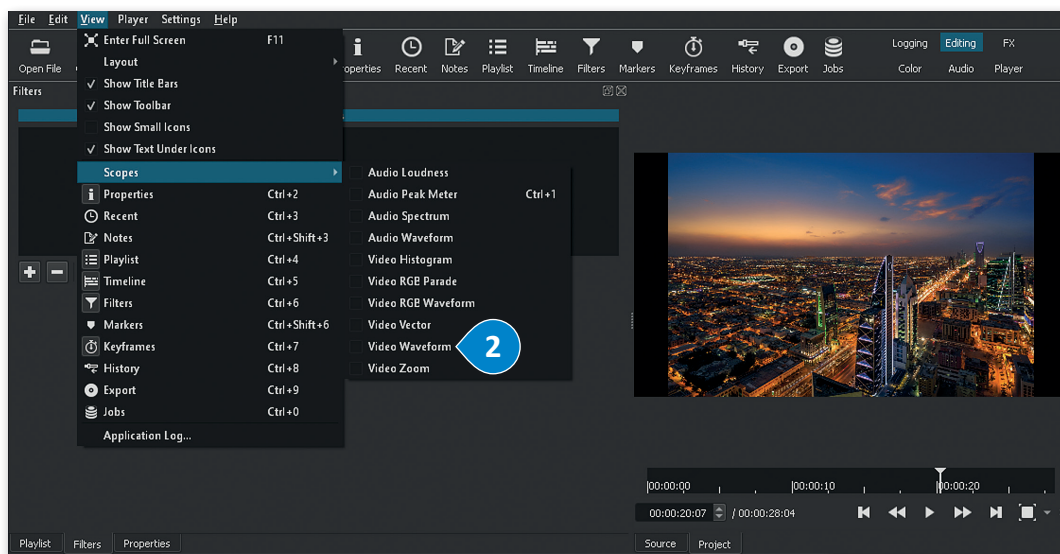 File Edit View Player Settings Help
Open File
operties Recent Notes Playlist Timeline Filters Markers Keyframes History Export Jobs
Logging Editing FX
Color Audio Player
Filters
Enter Full Screen F11
Layout
Show Title Bars
Show Toolbar
Show Small Icons
Show Text Under Icons
Scopes
Properties Ctrl+2
Recent Ctrl+3
Notes Ctrl+Shift+3
Playlist Ctrl+4
Timeline Ctrl+5
Filters Ctrl+6
Markers Ctrl+Shift+6
Keyframes Ctrl+7
History Ctrl+8
Export Ctrl+9
Jobs Ctrl+0
Application Log...
Audio Loudness
Audio Peak Meter Ctrl+1
Audio Spectrum
Audio Waveform
Video Histogram
Video RGB Parade
Video RGB Waveform
Video Vector
Video Waveform
2
Video Zoom
00:00:00 00:00:10 00:00:20
00:00:20:07 / 00:00:28:04
Playlist Filters Properties
Source Project